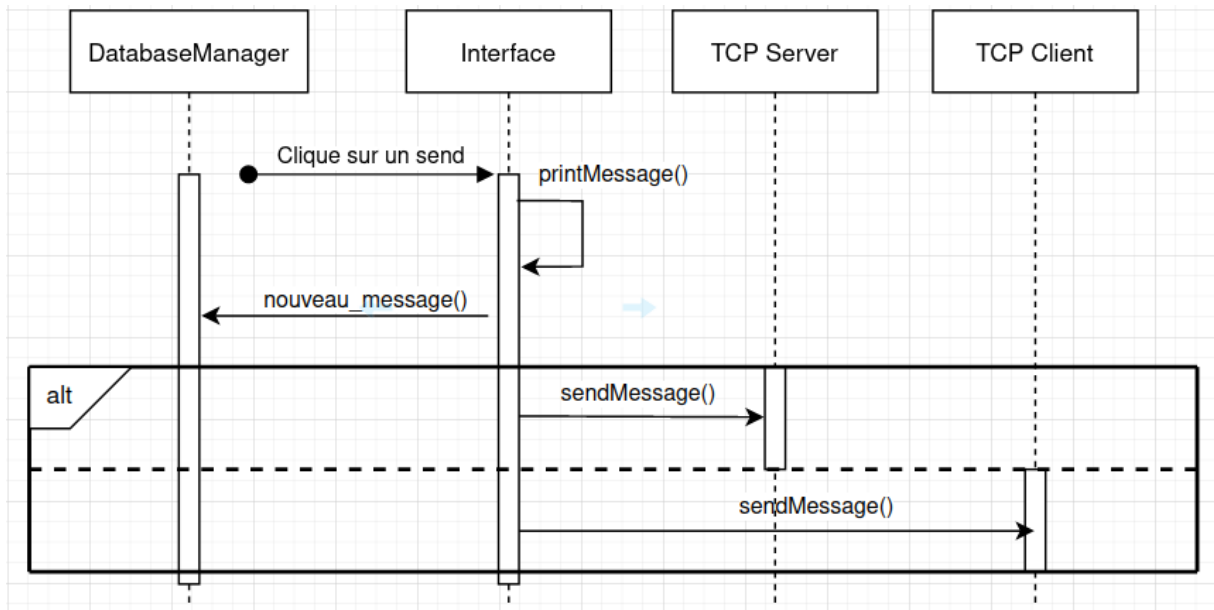 DatabaseManager
Interface
TCP Server
TCP Client
Clique sur un send
printMessage()
nouveau_message()
alt
sendMessage()
sendMessage()